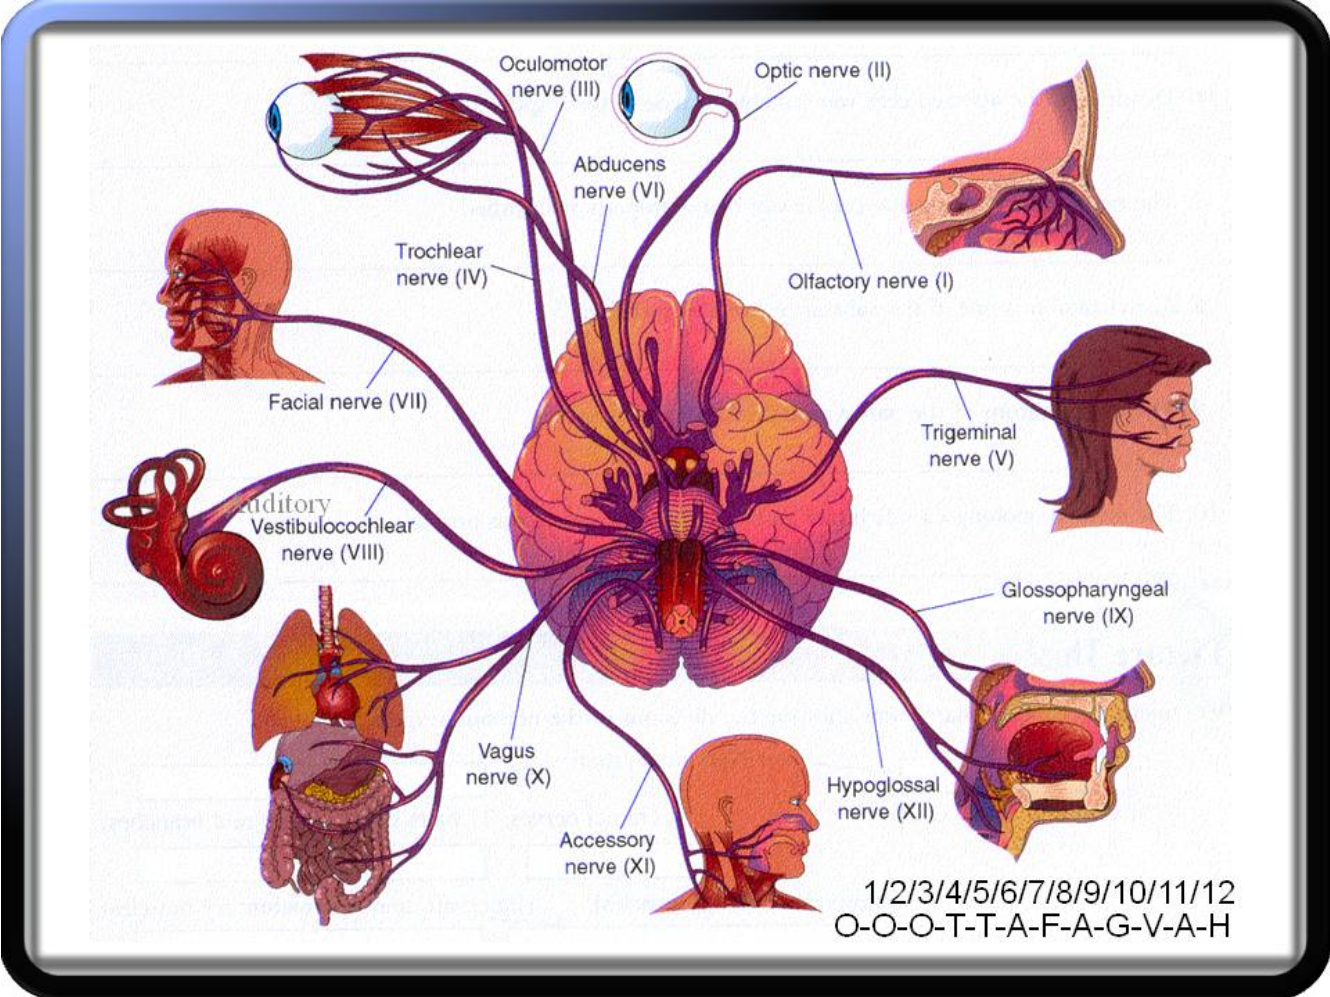 Oculomotor
nerve (III)
Optic nerve (II)
Abducens
nerve (VI)
Trochlear
nerve (IV)
Olfactory nerve (I)
Facial nerve (VII)
Trigeminal
nerve (V)
uditory
Vestibulocochlear
nerve (VIII)
Glossopharyngeal
nerve (IX)
Vagus
nerve (X)
Hypoglossal
nerve (XII)
Accessory
nerve (XI)
1/2/3/4/5/6/7/8/9/10/11/12
O-O-O-T-T-A-F-A-G-V-A-H